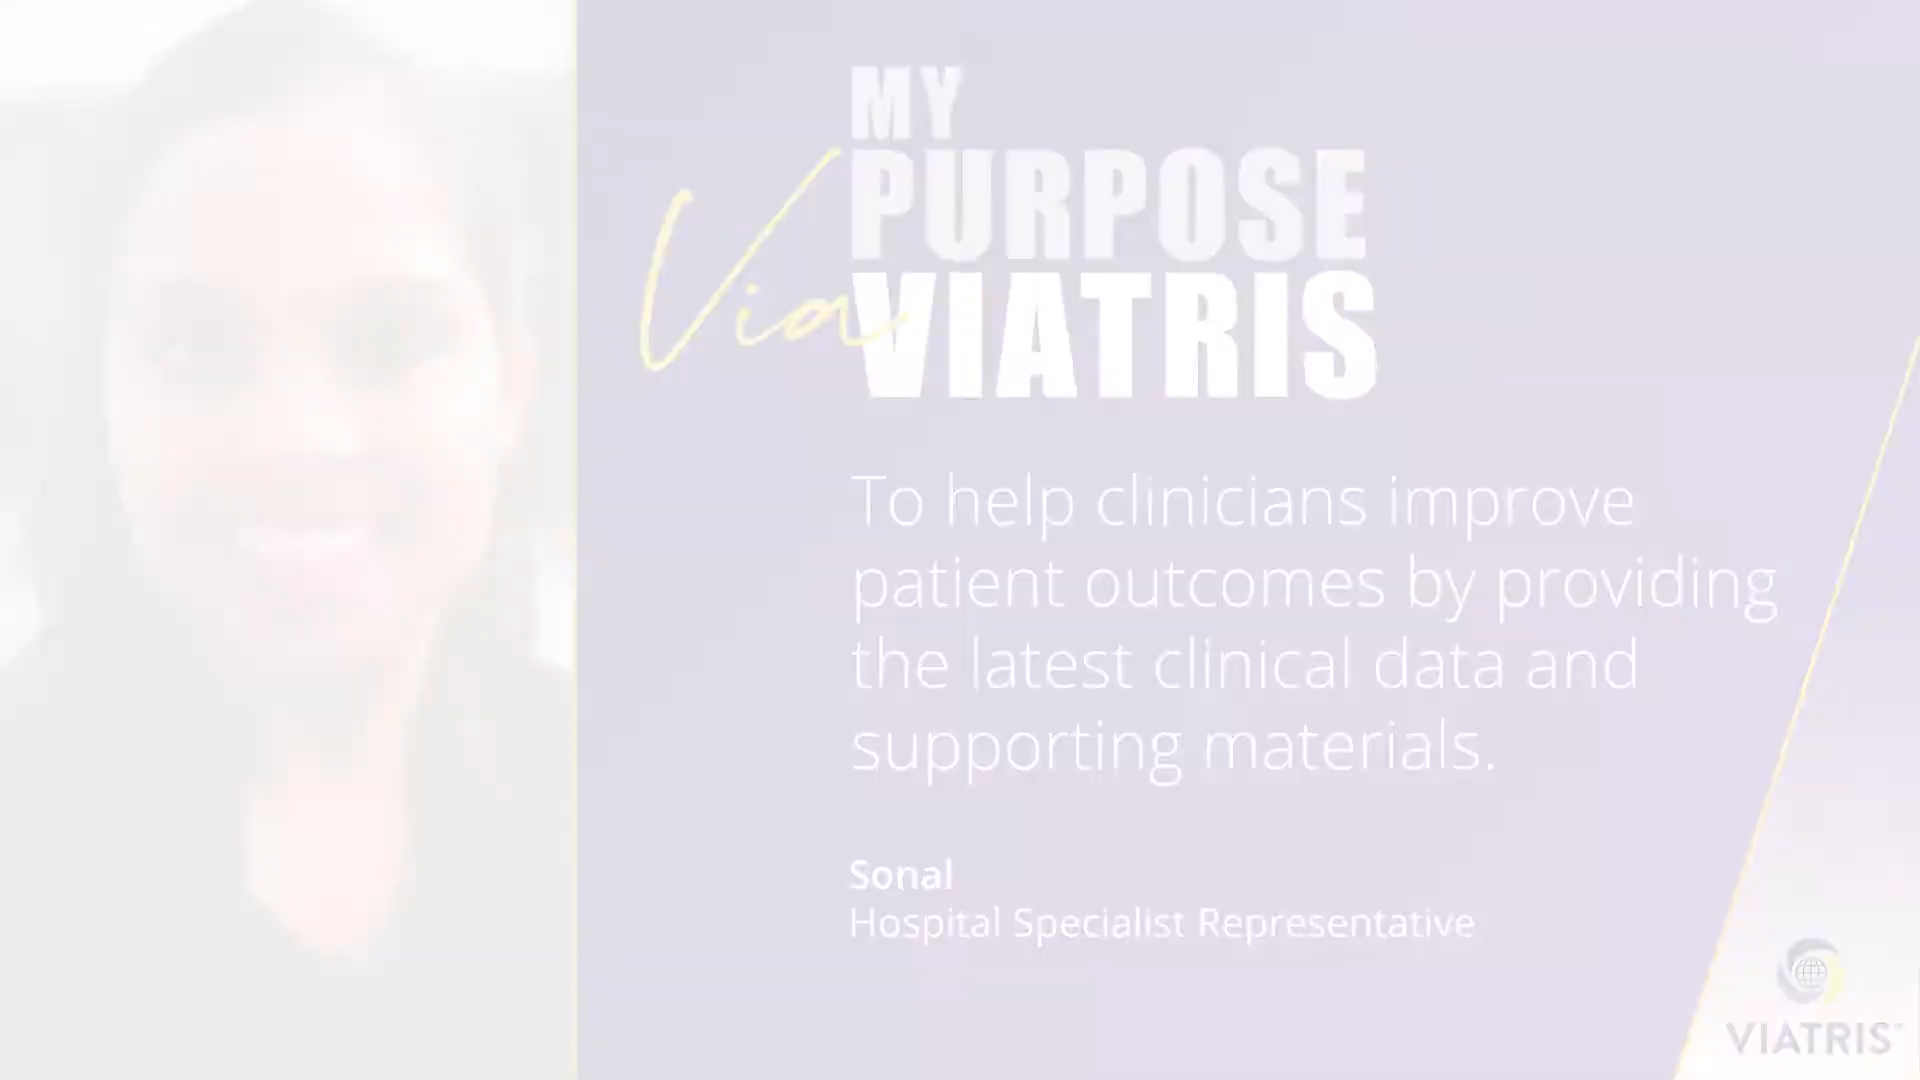 MY
PURPOSE
Via
VIATRIS
To help clinicians improve
patient outcomes by providing
the latest clinical data and
supporting materials.
Sonal
Hospital Specialist Representative
VIATRIS™